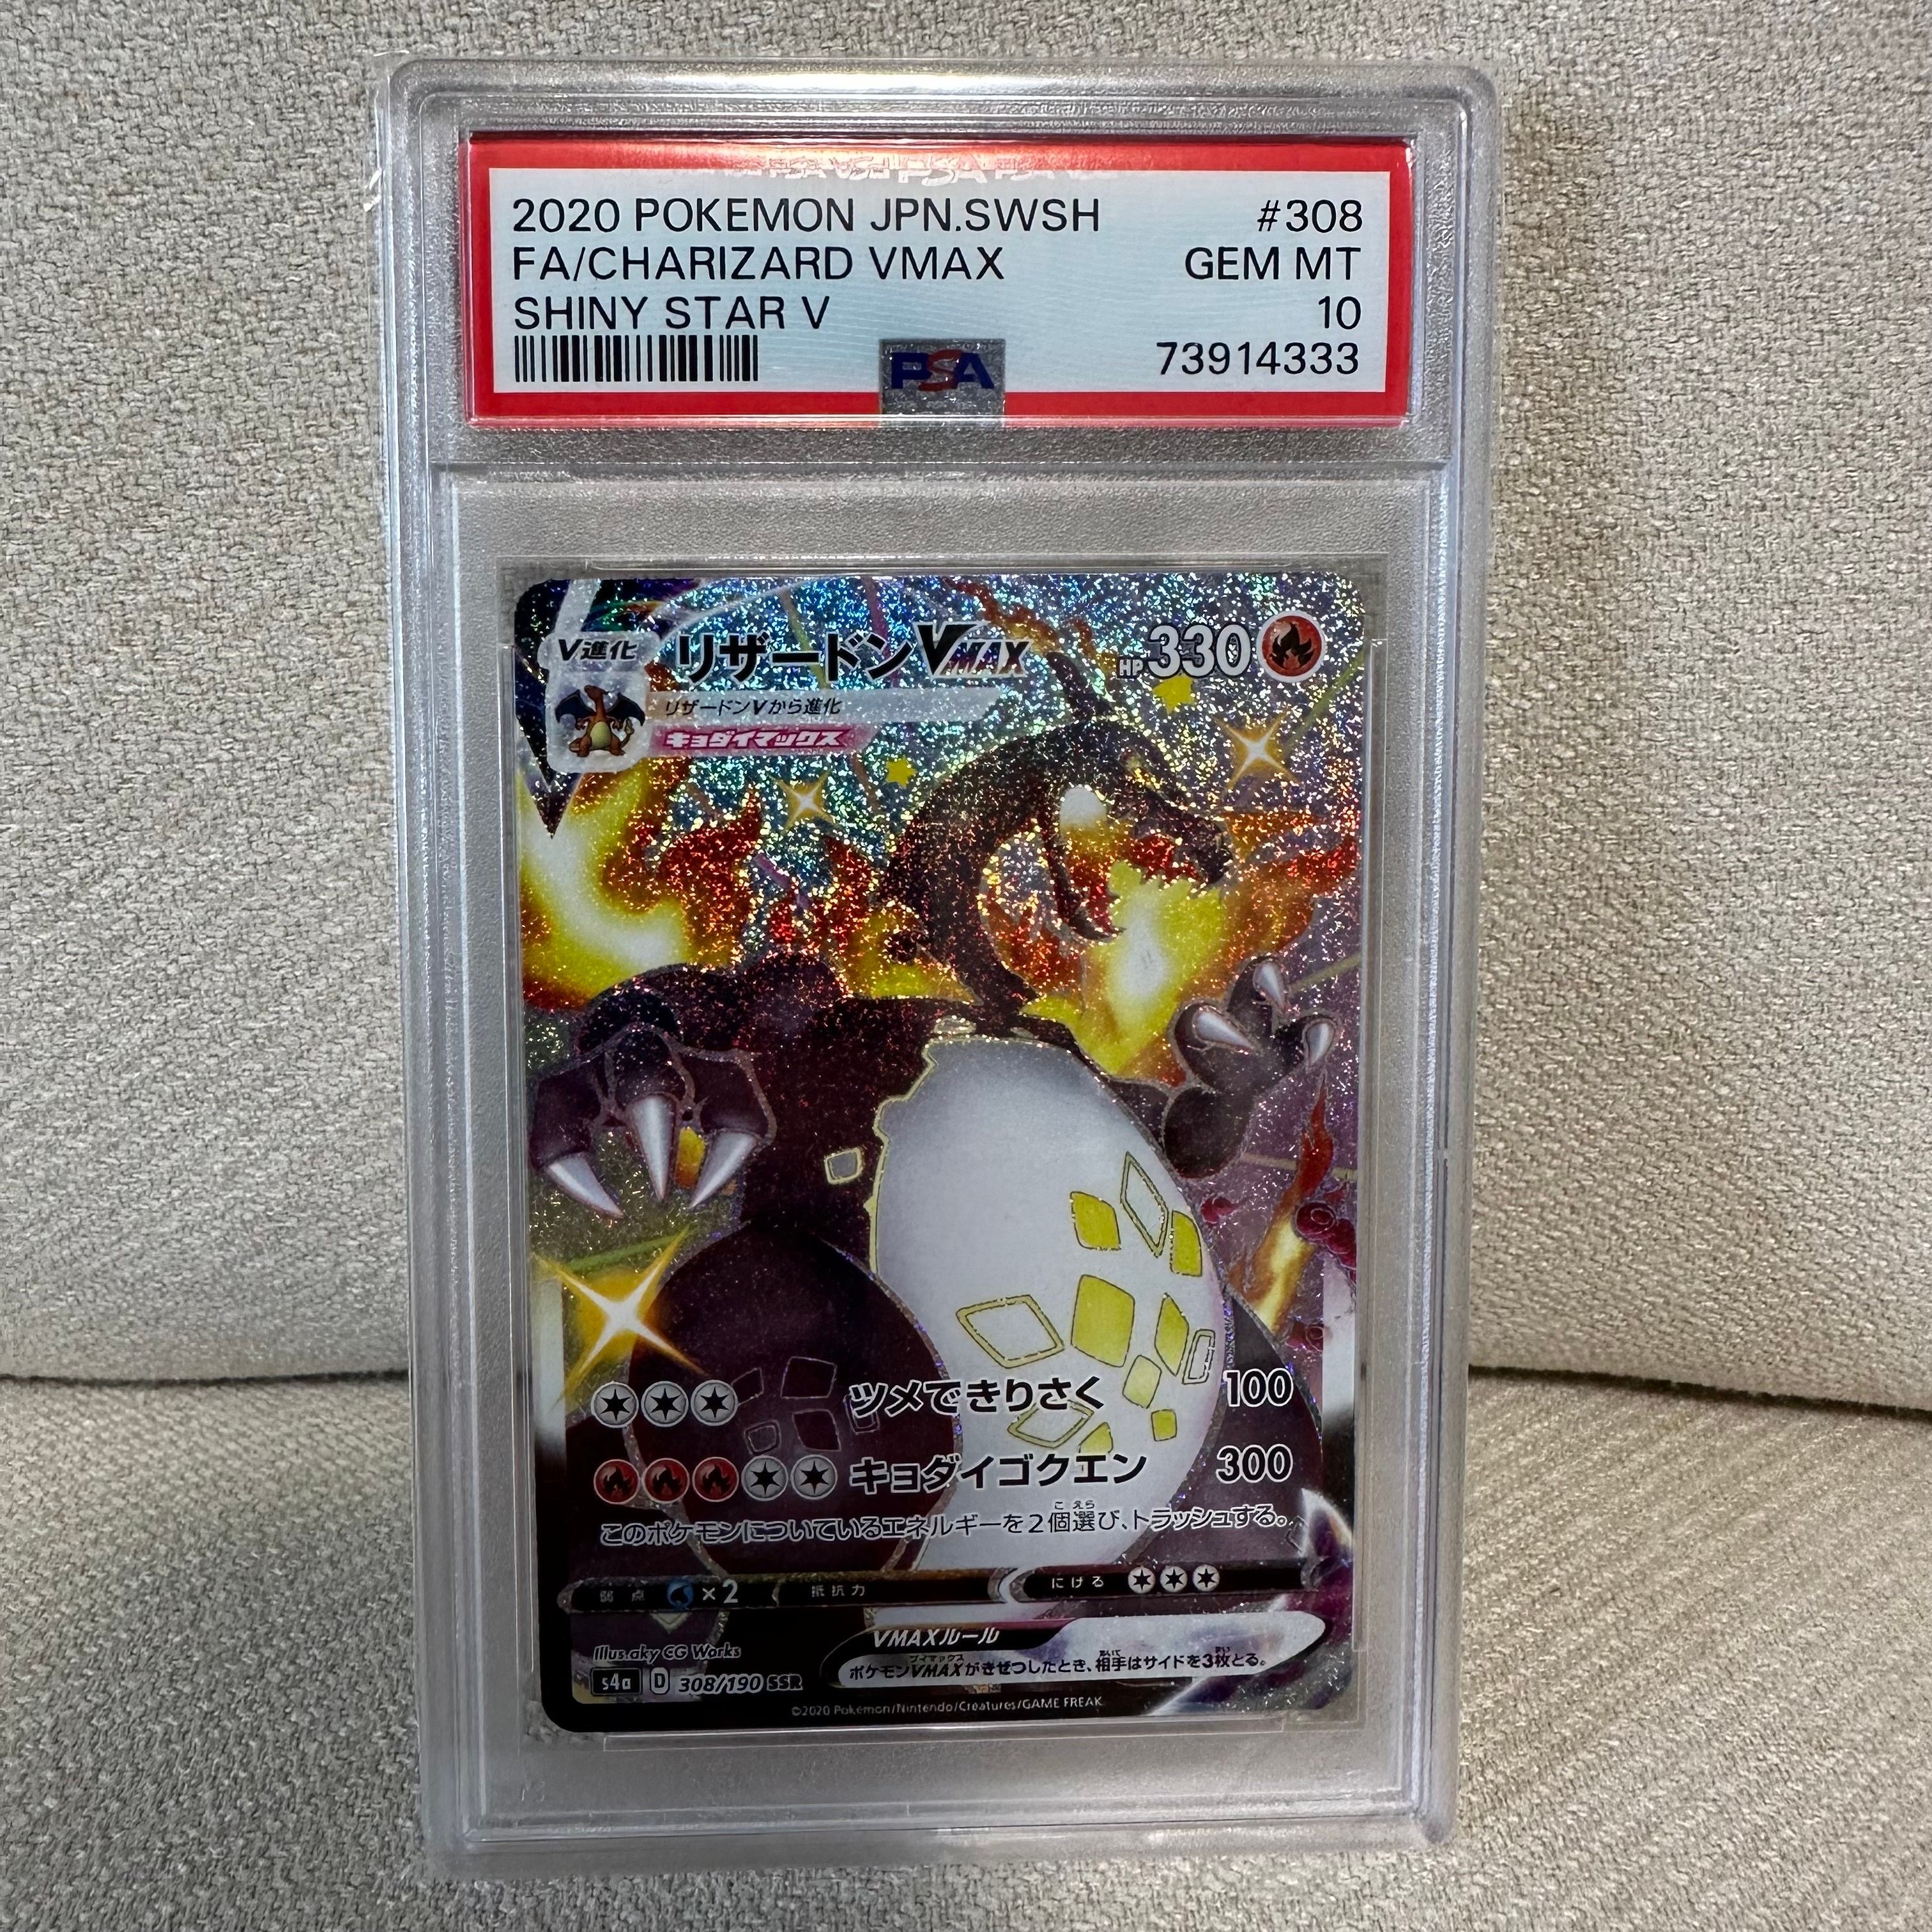 2020 POKEMON JPN.SWSH #308
FA/CHARIZARD VMAX GEM MT
SHINY STAR V 10
PSA 73914333
V進化 リザードンVMAX HP330
リザードンVから進化
キョダイマックス
ツメできりさく 100
キョダイゴクエン 300
このポケモンについているエネルギーを2個選び、トラッシュする。
弱点 ×2 抵抗力 にげる
Illus.aky CG Works
VMAXルール
ポケモンVMAXがきぜつしたとき、相手はサイドを3枚とる。
s4a D 308/190 SSR
©2020 Pokémon/Nintendo/Creatures/GAME FREAK